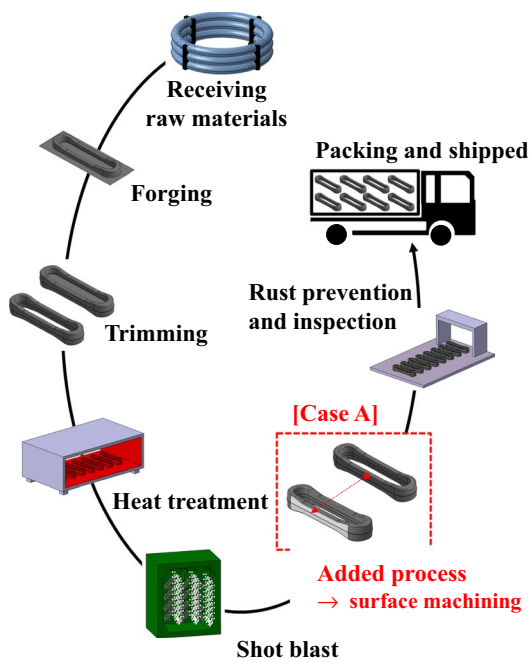 Receiving
raw materials
Forging
Trimming
Heat treatment
Shot blast
[Case A]
Added process
→ surface machining
Rust prevention
and inspection
Packing and shipped